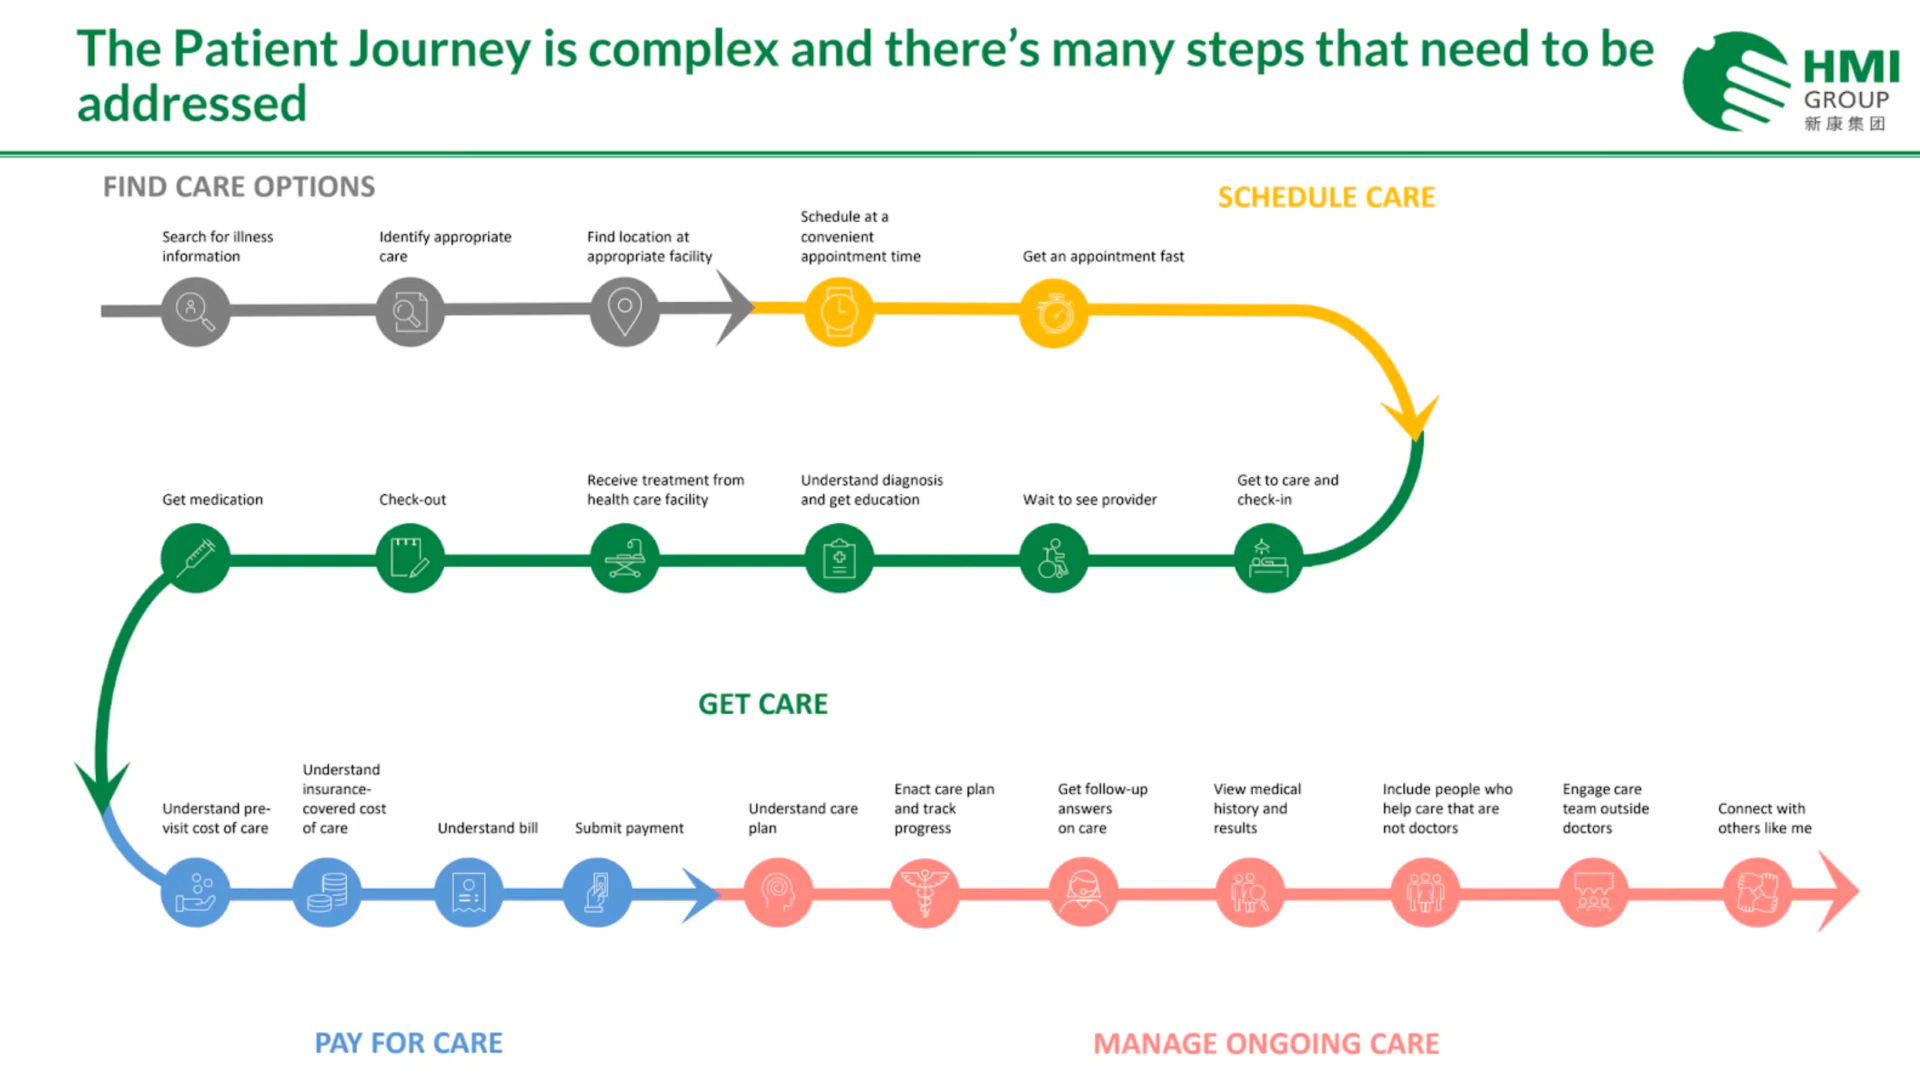 The Patient Journey is complex and there's many steps that need to be
addressed
HMI
GROUP
新康集团
FIND CARE OPTIONS
SCHEDULE CARE
Search for illness
information
Identify appropriate
care
Find location at
appropriate facility
Schedule at a
convenient
appointment time
Get an appointment fast
Get medication
Check-out
Receive treatment from
health care facility
Understand diagnosis
and get education
Wait to see provider
Get to care and
check-in
GET CARE
Understand pre-
visit cost of care
Understand
insurance-
covered cost
of care
Understand bill
Submit payment
Understand care
plan
Enact care plan
and track
progress
Get follow-up
answers
on care
View medical
history and
results
Include people who
help care that are
not doctors
Engage care
team outside
doctors
Connect with
others like me
PAY FOR CARE
MANAGE ONGOING CARE